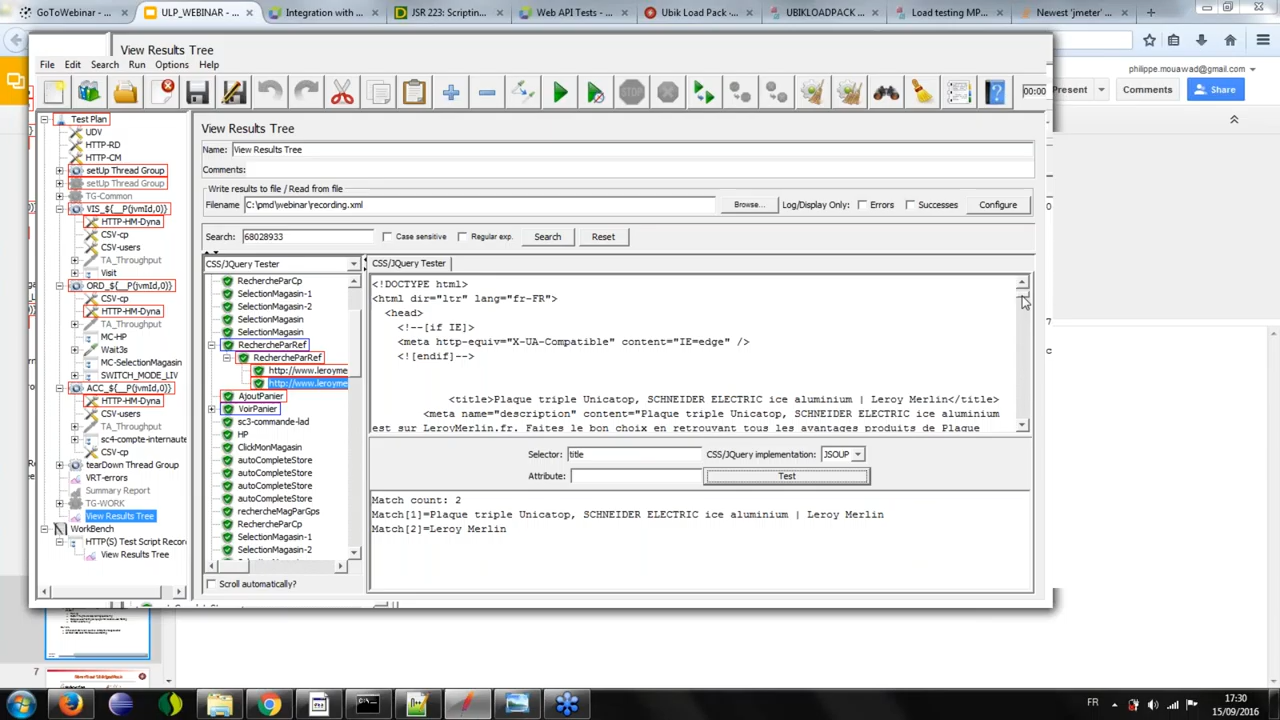 GoToWebinar -
ULP_WEBINAR -
Integration with
JSR 223: Scriptin...
Web API Tests -
Ubik Load Pack -
UBIKLOADPACK
Load testing MP...
Newest 'jmeter'
View Results Tree
File Edit Search Run Options Help
philippe.mouawad@gmail.com
Present
Comments
Share
00:00
Test Plan
UDV
HTTP-RD
HTTP-CM
setUp Thread Group
setUp Thread Group
TG-Common
VIS_${__P(jvmId,0)}
HTTP-HM-Dyna
CSV-cp
CSV-users
TA_Throughput
Visit
ORD_${__P(jvmId,0)}
CSV-cp
HTTP-HM-Dyna
TA_Throughput
MC-HP
Wait3s
MC-SelectionMagasin
SWITCH_MODE_LIV
ACC_${__P(jvmId,0)}
HTTP-HM-Dyna
CSV-users
TA_Throughput
sc4-compte-internaute
CSV-cp
tearDown Thread Group
VRT-errors
Summary Report
TG-WORK
View Results Tree
WorkBench
HTTP(S) Test Script Recor
View Results Tree
View Results Tree
Name: View Results Tree
Comments:
Write results to file / Read from file
Filename C:\pmd\webinar\recording.xml Browse... Log/Display Only: Errors Successes Configure
Search: 68028933 Case sensitive Regular exp. Search Reset
CSS/JQuery Tester
RechercheParCp
SelectionMagasin-1
SelectionMagasin-2
SelectionMagasin
SelectionMagasin
RechercheParRef
RechercheParRef
http://www.leroyme
http://www.leroyme
AjoutPanier
VoirPanier
sc3-commande-lad
HP
ClickMonMagasin
autoCompleteStore
autoCompleteStore
autoCompleteStore
autoCompleteStore
rechercheMagParGps
RechercheParCp
SelectionMagasin-1
SelectionMagasin-2
Scroll automatically?
CSS/JQuery Tester
<!DOCTYPE html>
<html dir="ltr" lang="fr-FR">
<head>
<!--[if IE]>
<meta http-equiv="X-UA-Compatible" content="IE=edge" />
<![endif]-->
<title>Plaque triple Unicatop, SCHNEIDER ELECTRIC ice aluminium | Leroy Merlin</title>
<meta name="description" content="Plaque triple Unicatop, SCHNEIDER ELECTRIC ice aluminium
est sur LeroyMerlin.fr. Faites le bon choix en retrouvant tous les avantages produits de Plaque
Selector: title CSS/JQuery implementation: JSOUP
Attribute: Test
Match count: 2
Match[1]=Plaque triple Unicatop, SCHNEIDER ELECTRIC ice aluminium | Leroy Merlin
Match[2]=Leroy Merlin
7
FR
17:30
15/09/2016